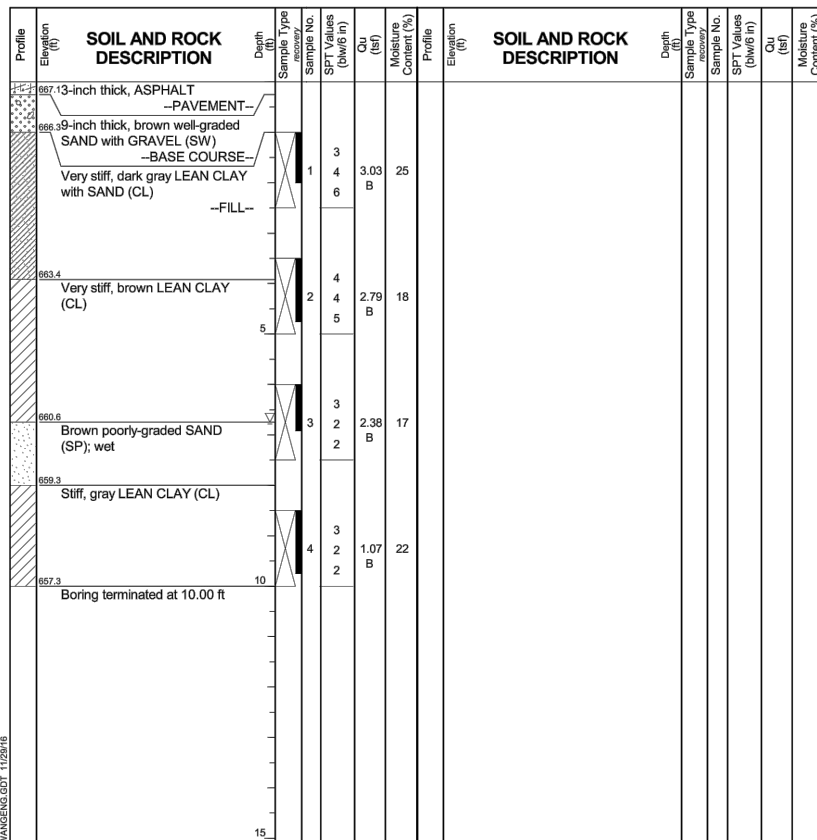 Profile
Elevation (ft)
SOIL AND ROCK
DESCRIPTION
Depth (ft)
Sample Type
recovery
Sample No.
SPT Values
(blw/6 in)
Qu
(tsf)
Moisture
Content (%)
Profile
Elevation
(ft)
SOIL AND ROCK
DESCRIPTION
Depth
(ft)
Sample Type
recovery
Sample No.
SPT Values
(blw/6 in)
Qu
(tsf)
Moisture
Content (%)
667.1 3-inch thick, ASPHALT
--PAVEMENT--
666.3 9-inch thick, brown well-graded
SAND with GRAVEL (SW)
--BASE COURSE--
Very stiff, dark gray LEAN CLAY
with SAND (CL)
--FILL--
1
3
4
6
3.03
B
25
663.4
Very stiff, brown LEAN CLAY
(CL)
5
2
4
4
5
2.79
B
18
660.6
Brown poorly-graded SAND
(SP); wet
3
3
2
2
2.38
B
17
659.3
Stiff, gray LEAN CLAY (CL)
4
3
2
2
1.07
B
22
657.3
10
Boring terminated at 10.00 ft
15
WANGENG.GDT 11/29/16